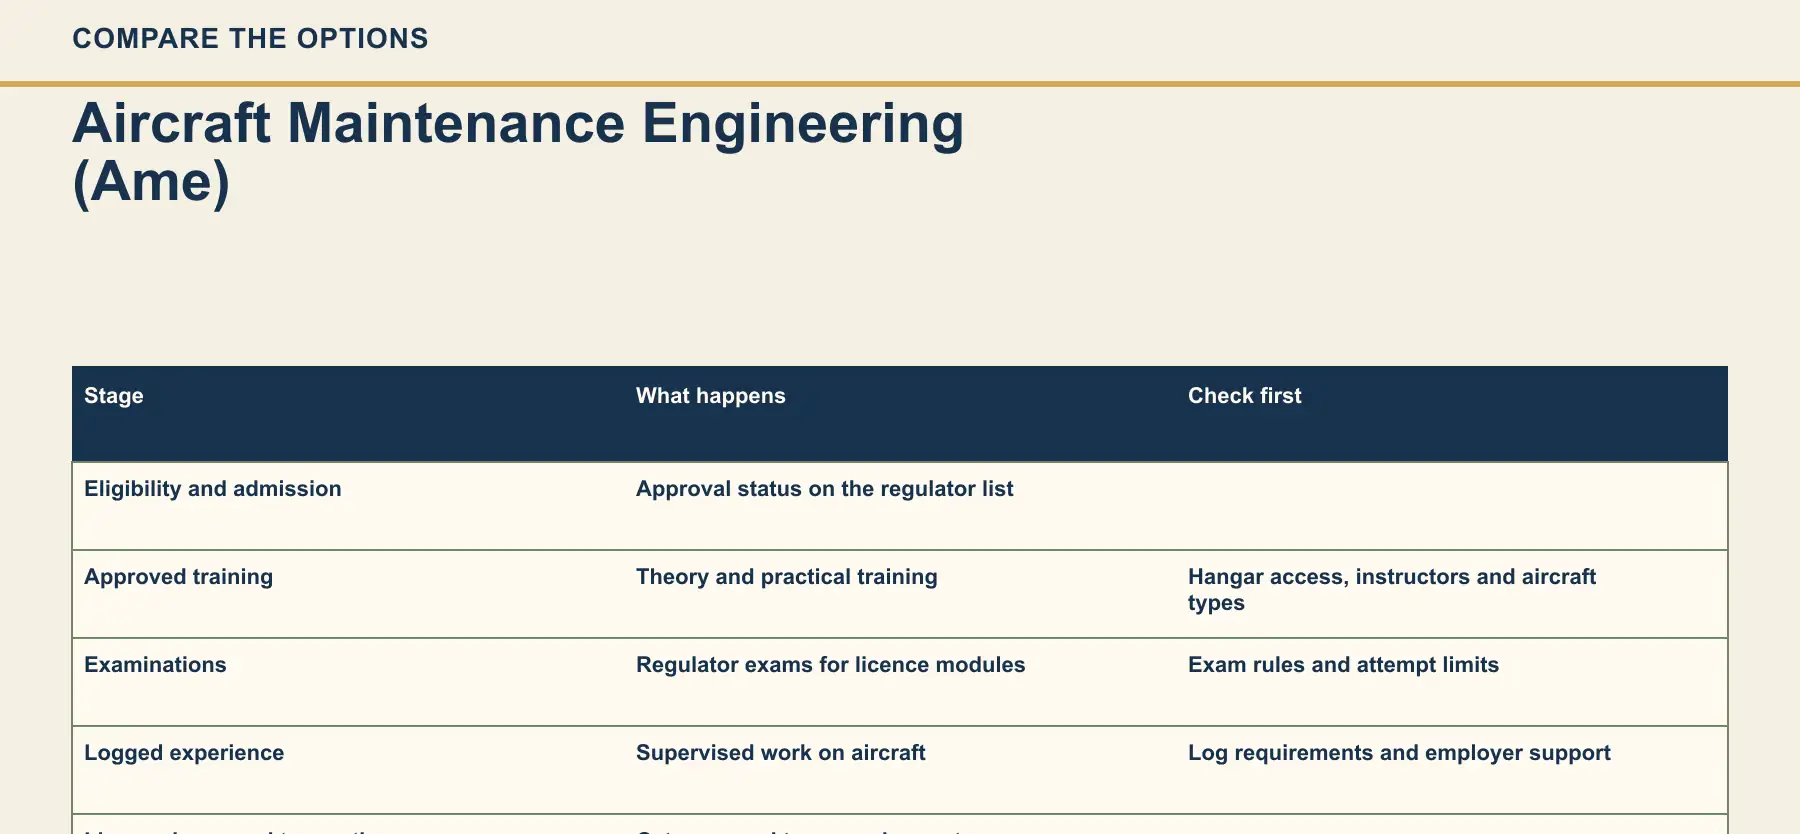 COMPARE THE OPTIONS
Aircraft Maintenance Engineering
(Ame)
Stage What happens Check first
Eligibility and admission Approval status on the regulator list
Approved training Theory and practical training Hangar access, instructors and aircraft
types
Examinations Regulator exams for licence modules Exam rules and attempt limits
Logged experience Supervised work on aircraft Log requirements and employer support